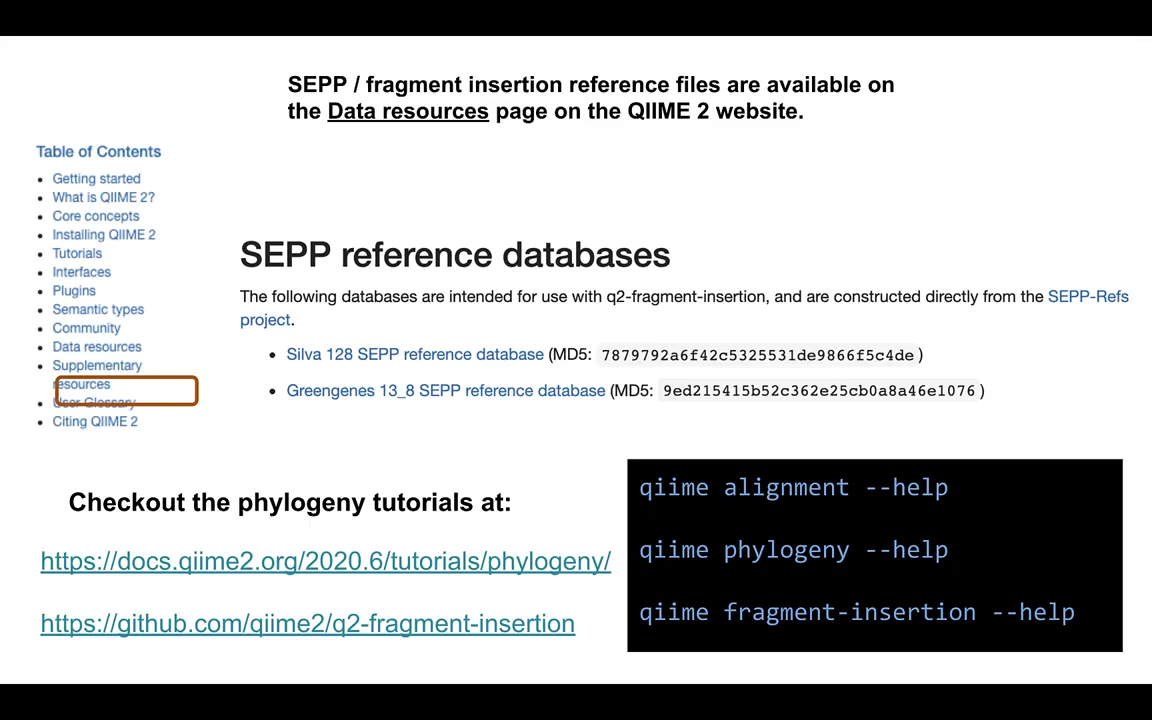 SEPP / fragment insertion reference files are available on
the Data resources page on the QIIME 2 website.
Table of Contents
Getting started
What is QIIME 2?
Core concepts
Installing QIIME 2
Tutorials
Interfaces
Plugins
Semantic types
Community
Data resources
Supplementary
resources
User Glossary
Citing QIIME 2
SEPP reference databases
The following databases are intended for use with q2-fragment-insertion, and are constructed directly from the SEPP-Refs
project.
Silva 128 SEPP reference database (MD5: 7879792a6f42c5325531de9866f5c4de)
Greengenes 13_8 SEPP reference database (MD5: 9ed215415b52c362e25cb0a8a46e1076)
Checkout the phylogeny tutorials at:
https://docs.qiime2.org/2020.6/tutorials/phylogeny/
https://github.com/qiime2/q2-fragment-insertion
qiime alignment --help
qiime phylogeny --help
qiime fragment-insertion --help